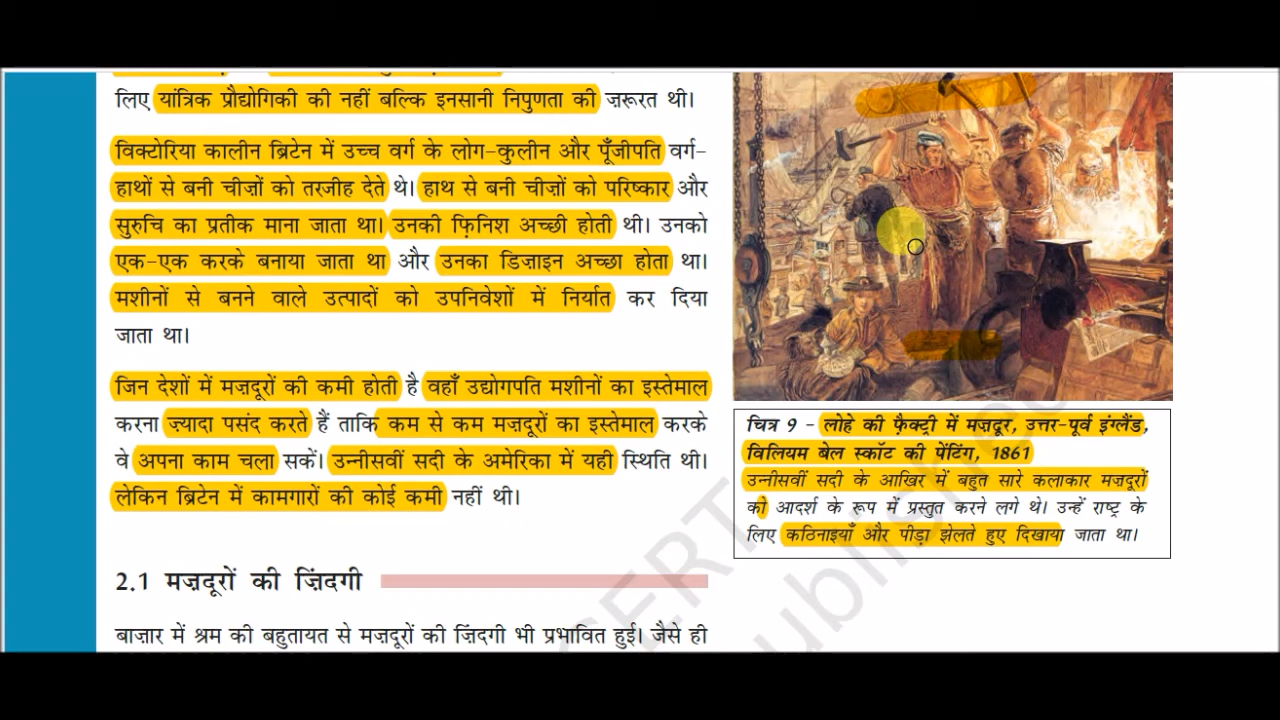 लिए यांत्रिक प्रौद्योगिकी की नहीं बल्कि इनसानी निपुणता की ज़रूरत थी।
विक्टोरिया कालीन ब्रिटेन में उच्च वर्ग के लोग-कुलीन और पूँजीपति वर्ग-
हाथों से बनी चीज़ों को तरजीह देते थे। हाथ से बनी चीज़ों को परिष्कार और
सुरुचि का प्रतीक माना जाता था। उनकी फ़िनिश अच्छी होती थी। उनको
एक-एक करके बनाया जाता था और उनका डिज़ाइन अच्छा होता था।
मशीनों से बनने वाले उत्पादों को उपनिवेशों में निर्यात कर दिया
जाता था।
जिन देशों में मज़दूरों की कमी होती है वहाँ उद्योगपति मशीनों का इस्तेमाल
करना ज़्यादा पसंद करते हैं ताकि कम से कम मज़दूरों का इस्तेमाल करके
वे अपना काम चला सकें। उन्नीसवीं सदी के अमेरिका में यही स्थिति थी।
लेकिन ब्रिटेन में कामगारों की कोई कमी नहीं थी।
2.1 मज़दूरों की ज़िंदगी
बाज़ार में श्रम की बहुतायत से मज़दूरों की ज़िंदगी भी प्रभावित हुई। जैसे ही
चित्र 9 - लोहे की फ़ैक्ट्री में मज़दूर, उत्तर-पूर्व इंग्लैंड,
विलियम बेल स्कॉट की पेंटिंग, 1861
उन्नीसवीं सदी के आखिर में बहुत सारे कलाकार मज़दूरों
को आदर्श के रूप में प्रस्तुत करने लगे थे। उन्हें राष्ट्र के
लिए कठिनाइयाँ और पीड़ा झेलते हुए दिखाया जाता था।